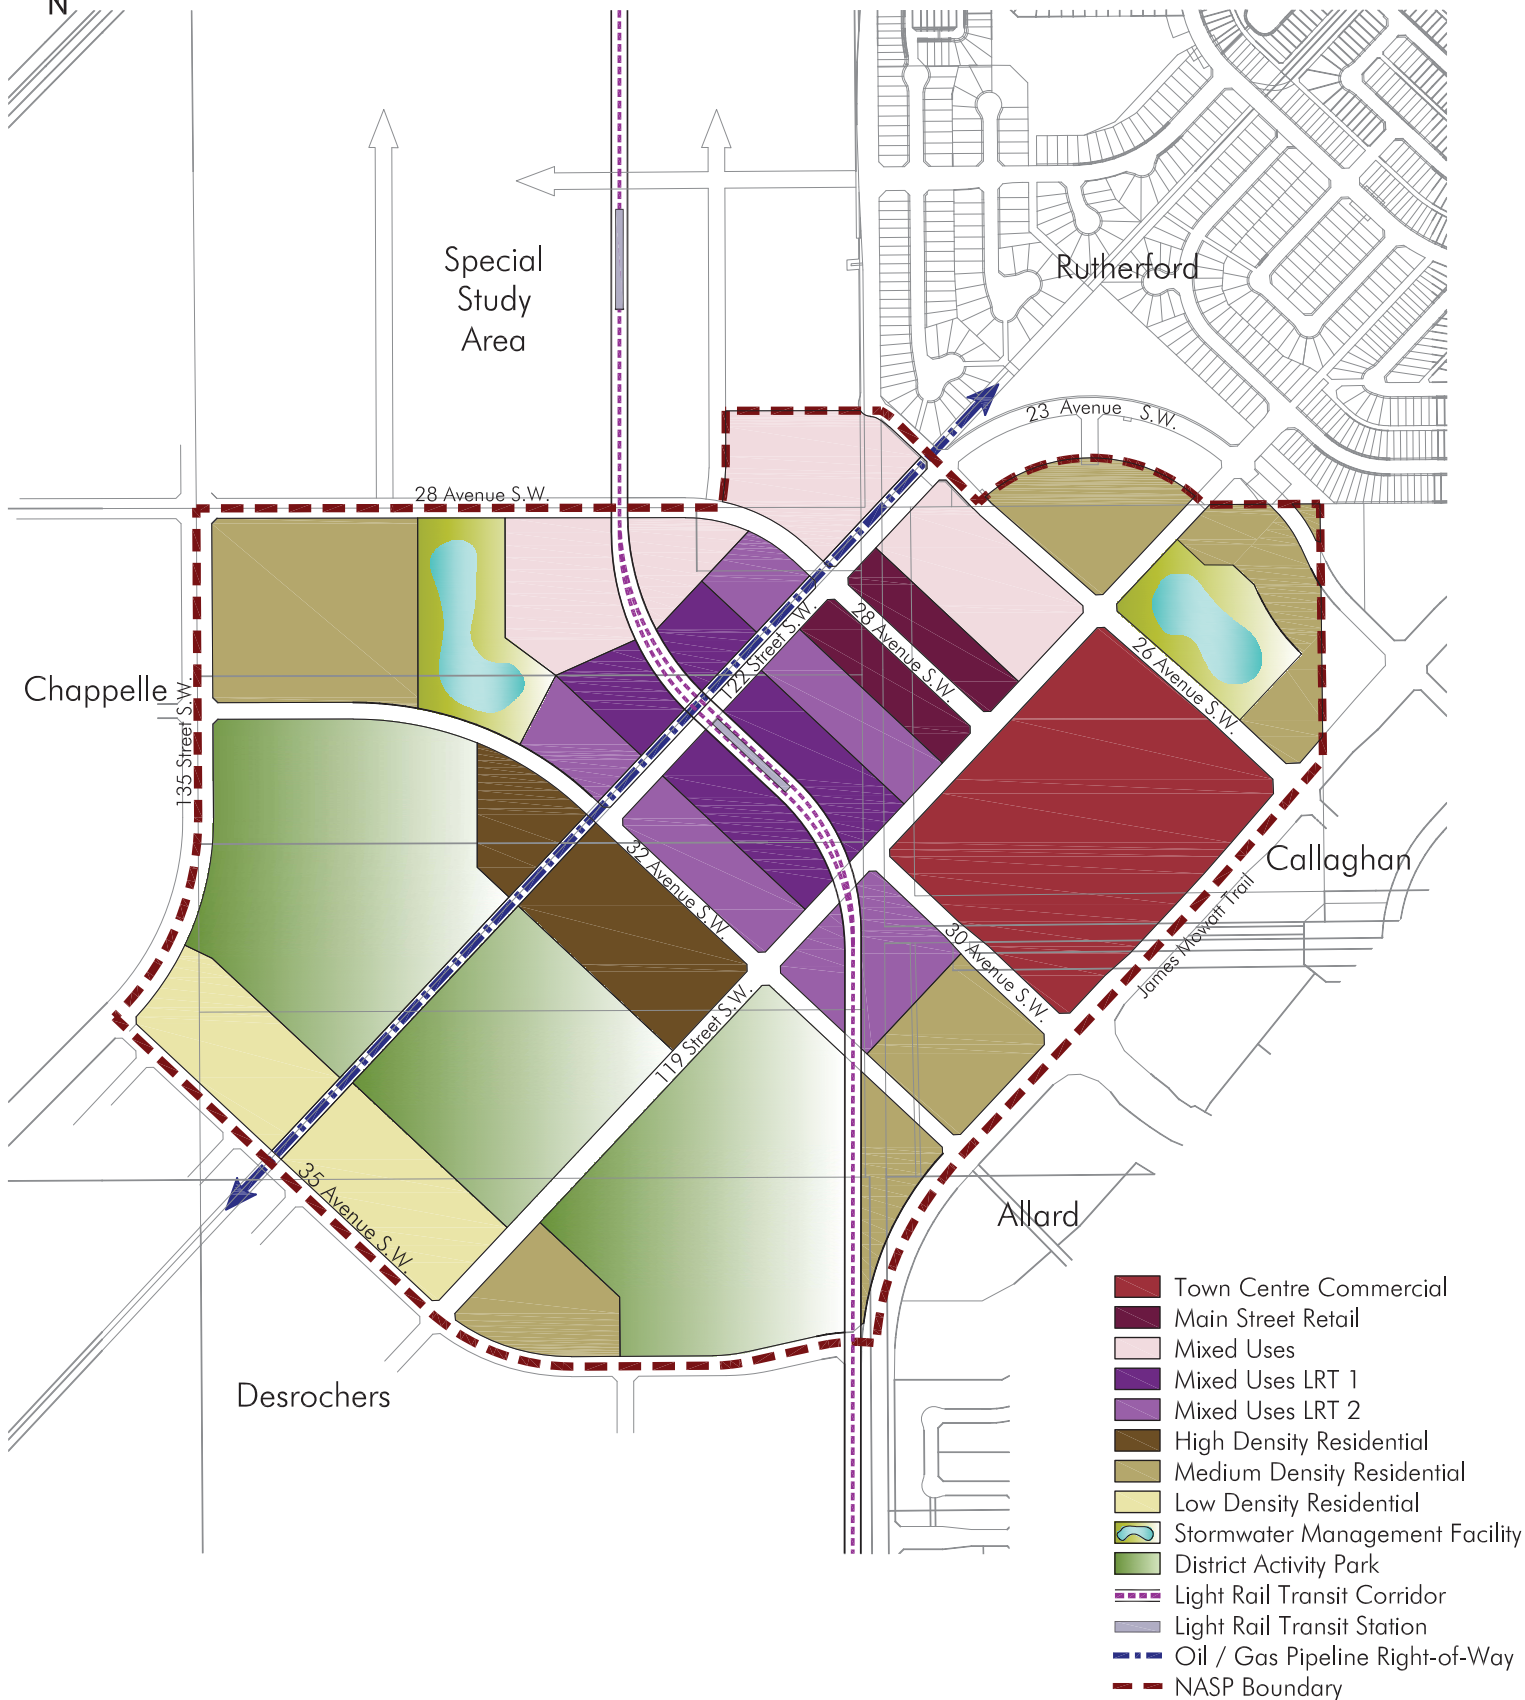 N
Special
Study
Area
Rutherford
23 Avenue S.W.
28 Avenue S.W.
Chappelle
135 Street S.W.
122 Street S.W.
28 Avenue S.W.
26 Avenue S.W.
32 Avenue S.W.
30 Avenue S.W.
Callaghan
James Mowatt Trail
119 Street S.W.
35 Avenue S.W.
Allard
Desrochers
Town Centre Commercial
Main Street Retail
Mixed Uses
Mixed Uses LRT 1
Mixed Uses LRT 2
High Density Residential
Medium Density Residential
Low Density Residential
Stormwater Management Facility
District Activity Park
Light Rail Transit Corridor
Light Rail Transit Station
Oil / Gas Pipeline Right-of-Way
NASP Boundary